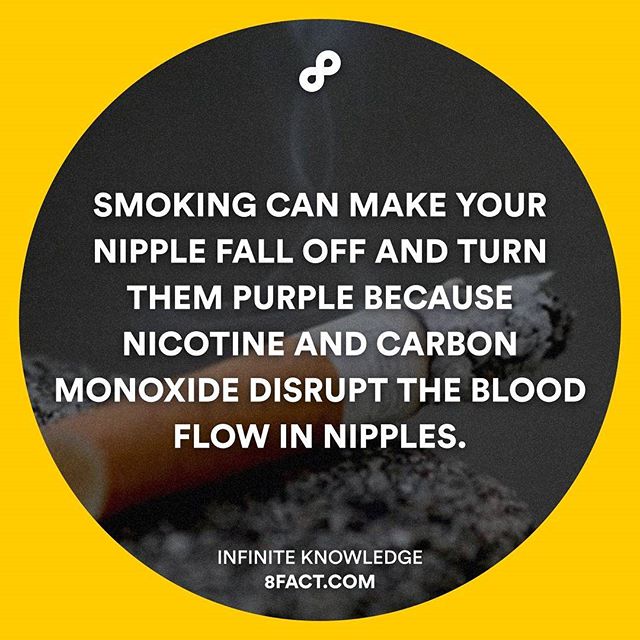 SMOKING CAN MAKE YOUR
NIPPLE FALL OFF AND TURN
THEM PURPLE BECAUSE
NICOTINE AND CARBON
MONOXIDE DISRUPT THE BLOOD
FLOW IN NIPPLES.
INFINITE KNOWLEDGE
8FACT.COM